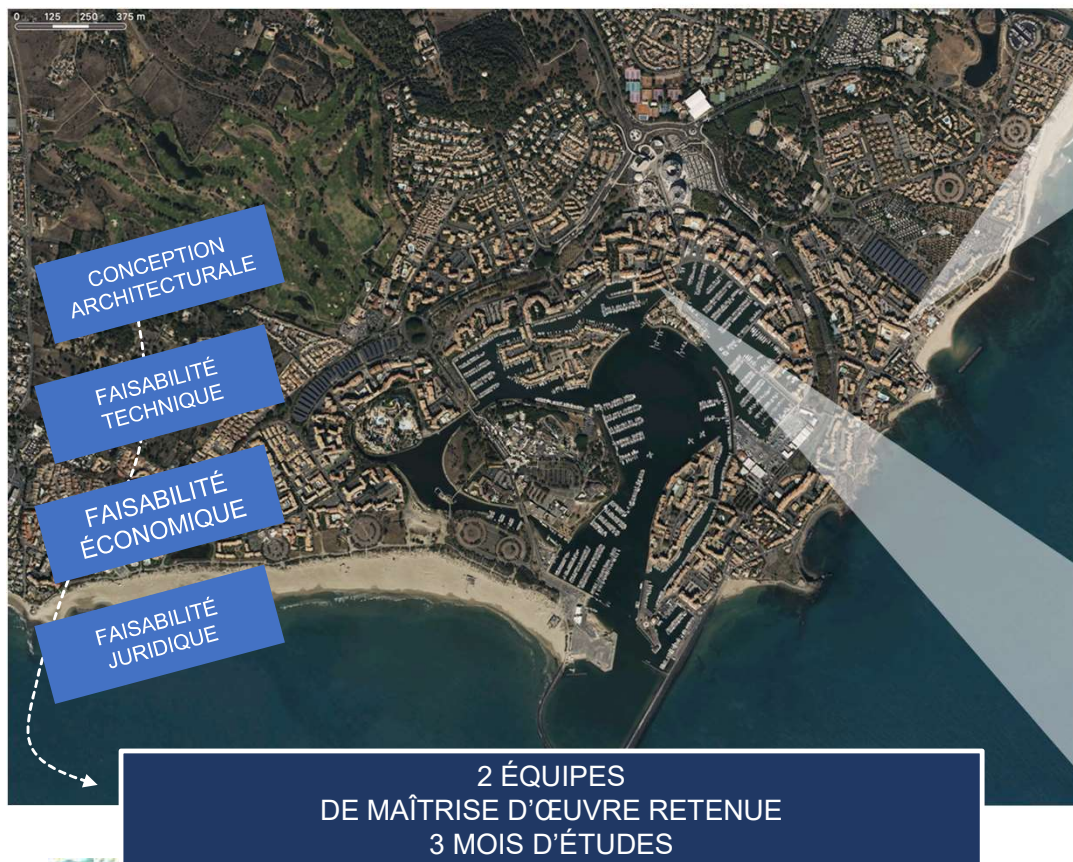 0 125 250 375 m
CONCEPTION
ARCHITECTURALE
FAISABILITÉ
TECHNIQUE
FAISABILITÉ
ÉCONOMIQUE
FAISABILITÉ
JURIDIQUE
2 ÉQUIPES
DE MAÎTRISE D’ŒUVRE RETENUE
3 MOIS D’ÉTUDES